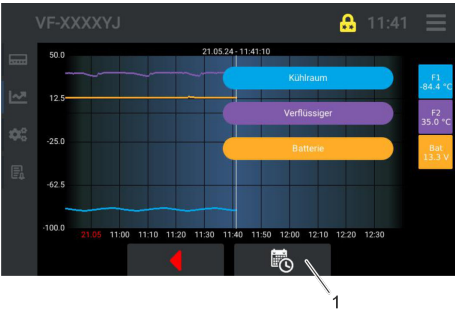 VF-XXXXYJ 11:41
21.05.24 - 11:41:10
50.0
Kühlraum
F1
-84.4 °C
12.5
Verflüssiger
F2
35.0 °C
-25.0
Batterie
Bat
13.3 V
-62.5
-100.0
21.05 11:00 11:10 11:20 11:30 11:40 11:50 12:00 12:10 12:20 12:30
1